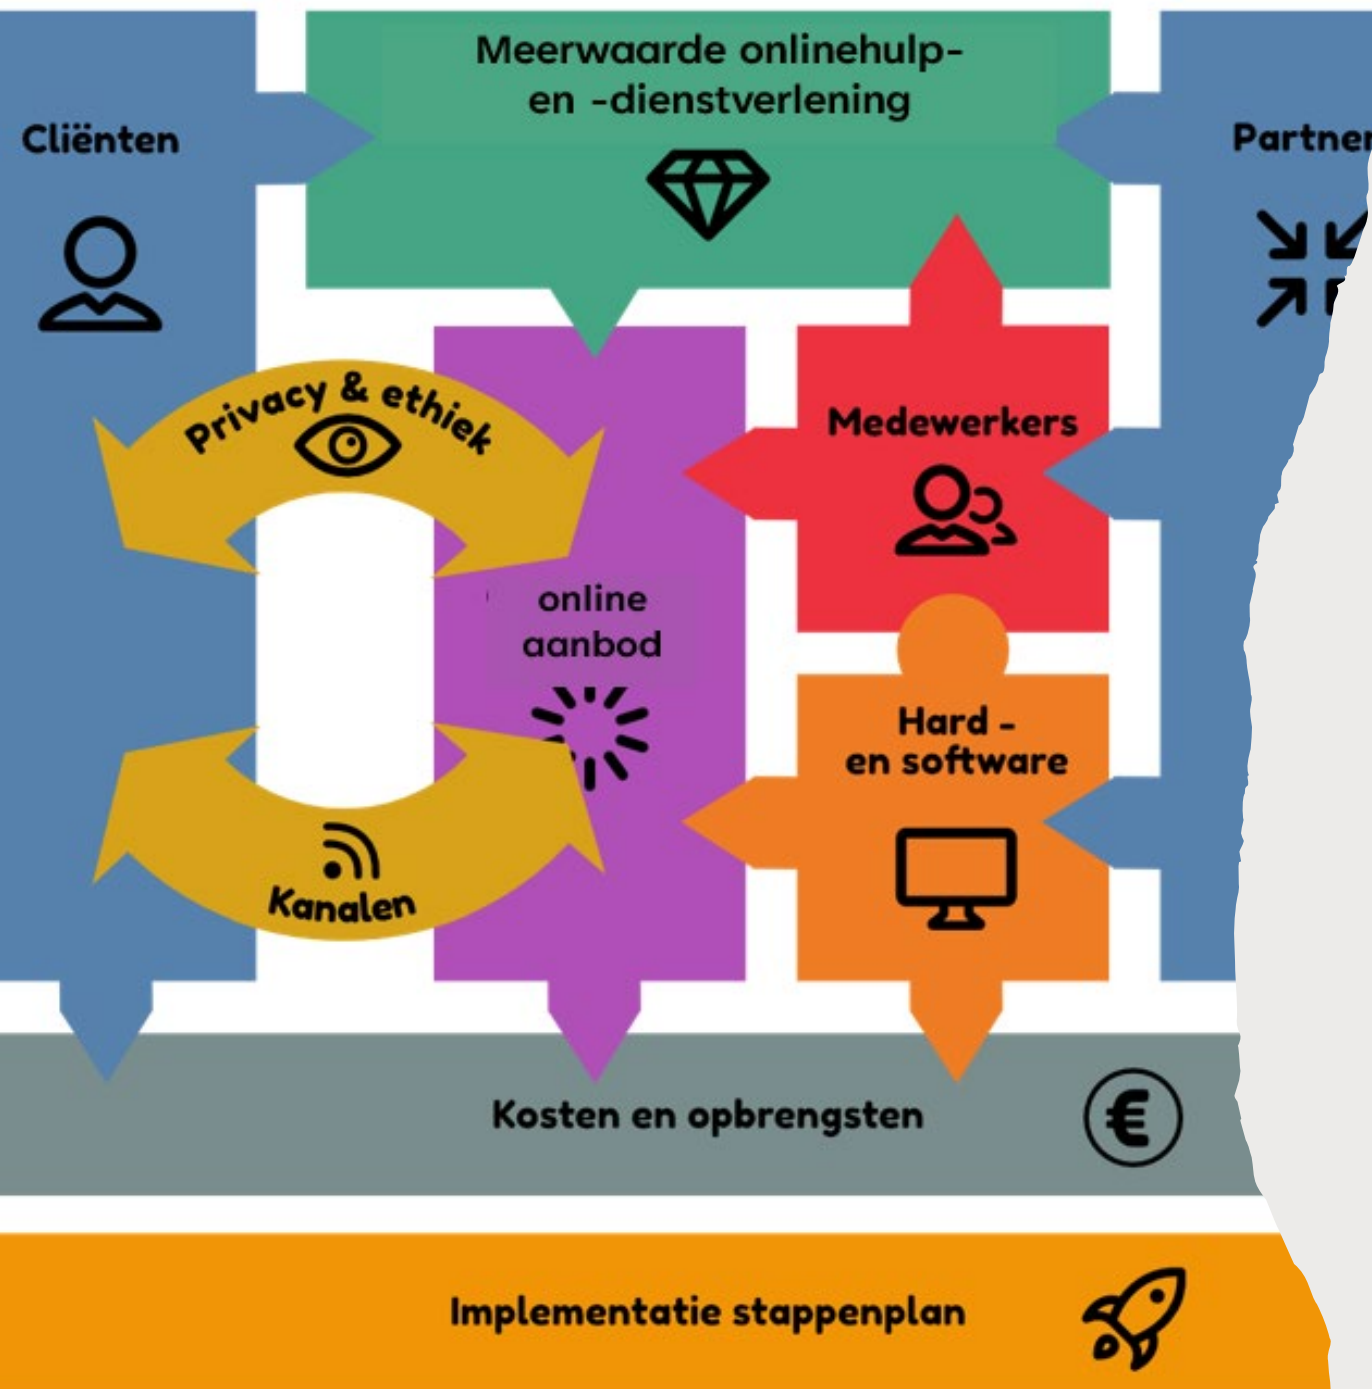 Meerwaarde onlinehulp-
en -dienstverlening
Cliënten
Partner
Privacy & ethiek
Medewerkers
online
aanbod
Hard -
en software
Kanalen
Kosten en opbrengsten
€
Implementatie stappenplan